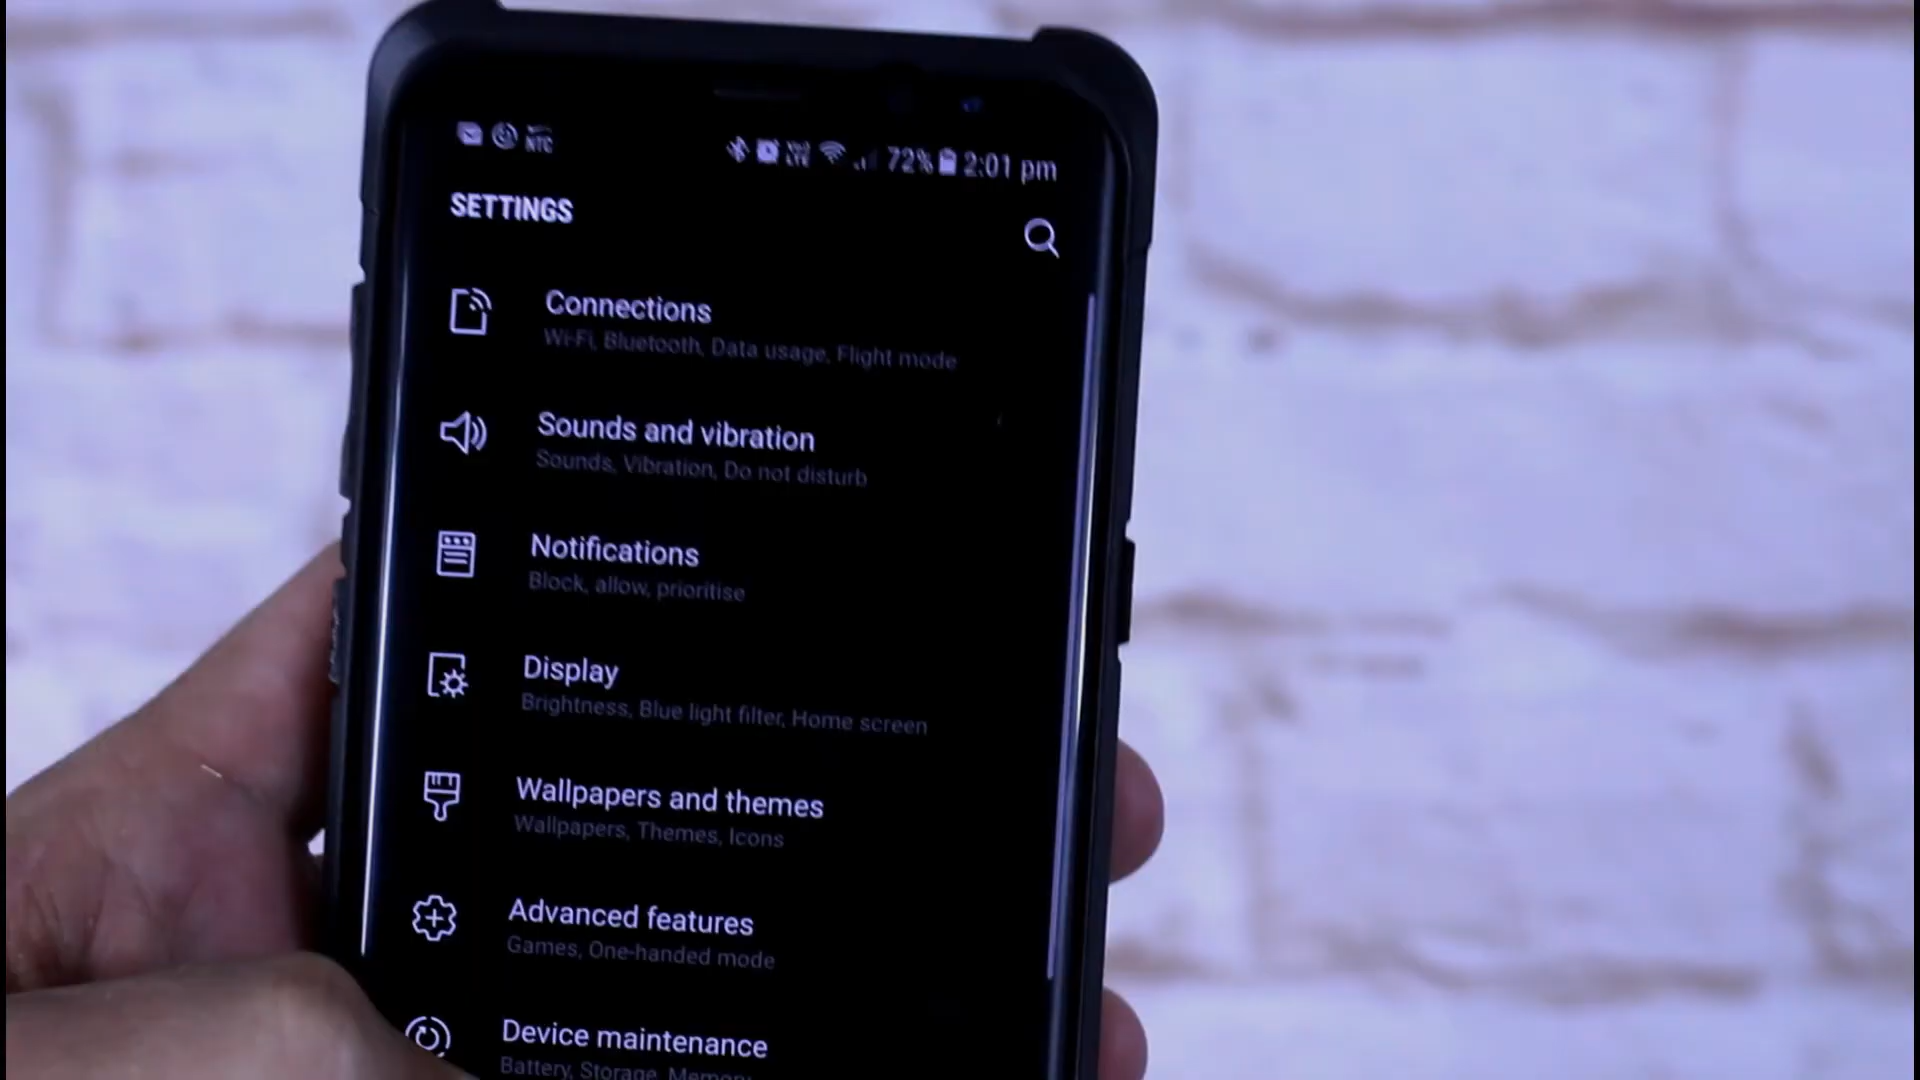 NTC
72% 2:01 pm
SETTINGS
Connections
Wi-Fi, Bluetooth, Data usage, Flight mode
Sounds and vibration
Sounds, Vibration, Do not disturb
Notifications
Block, allow, prioritise
Display
Brightness, Blue light filter, Home screen
Wallpapers and themes
Wallpapers, Themes, Icons
Advanced features
Games, One-handed mode
Device maintenance
Battery, Storage, Memory